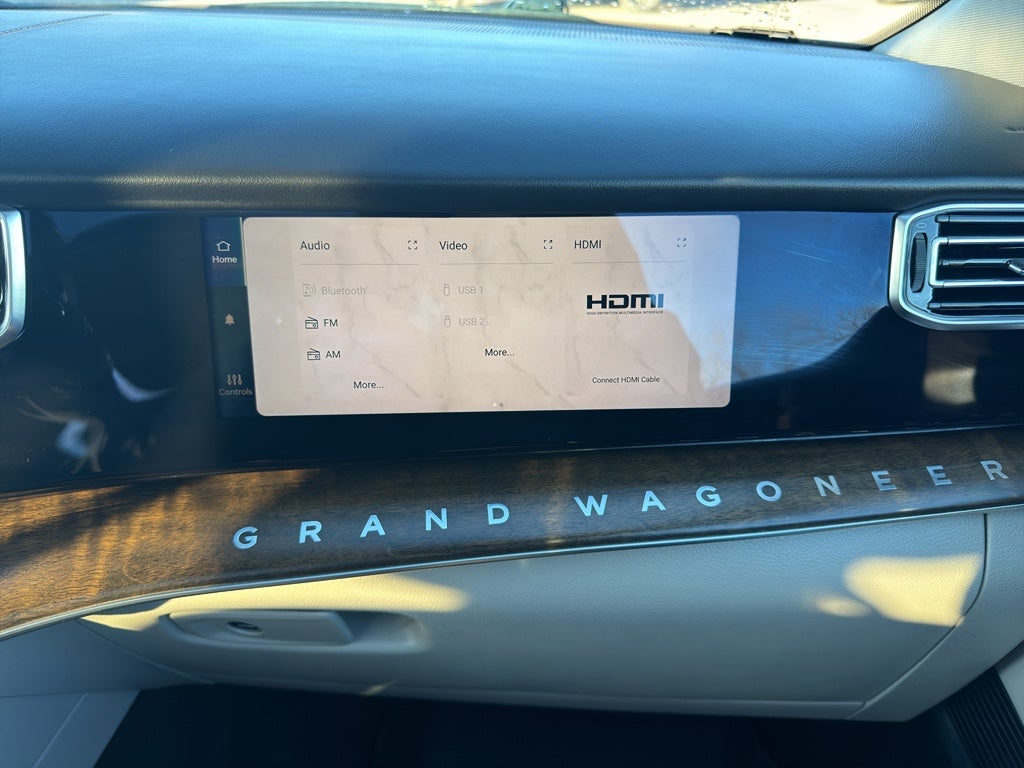 Home
Controls
Audio
Bluetooth
FM
AM
More...
Video
USB 1
USB 2
More...
HDMI
HDMI
HIGH DEFINITION MULTIMEDIA INTERFACE
Connect HDMI Cable
GRAND WAGONEER